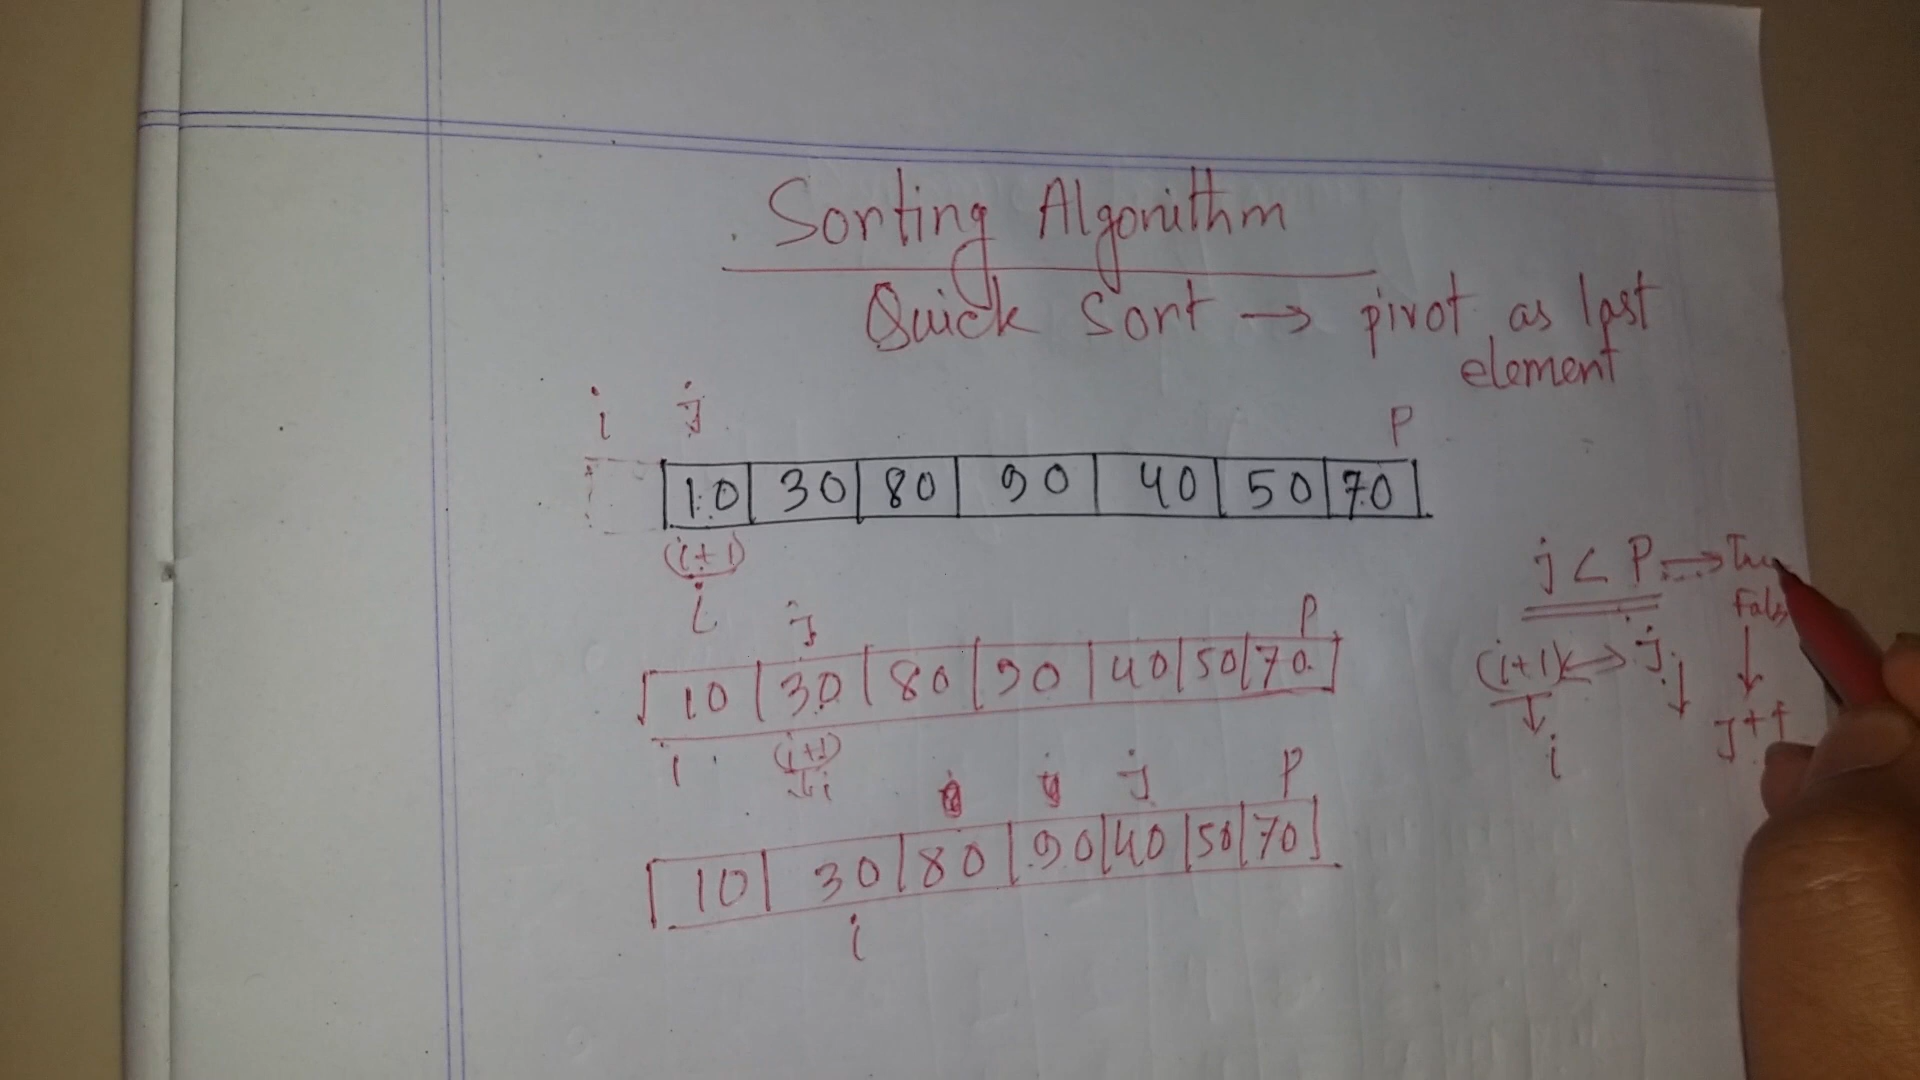 Sorting Algorithm
Quick Sort → pivot as last
element
i j P
10 30 80 90 40 50 70
(i+1)
i j P
j < P → True
False
10 30 80 90 40 50 70
(i+1) ↔ j
i (i+1)
↓i
i
j++
j P
10 30 80 90 40 50 70
i